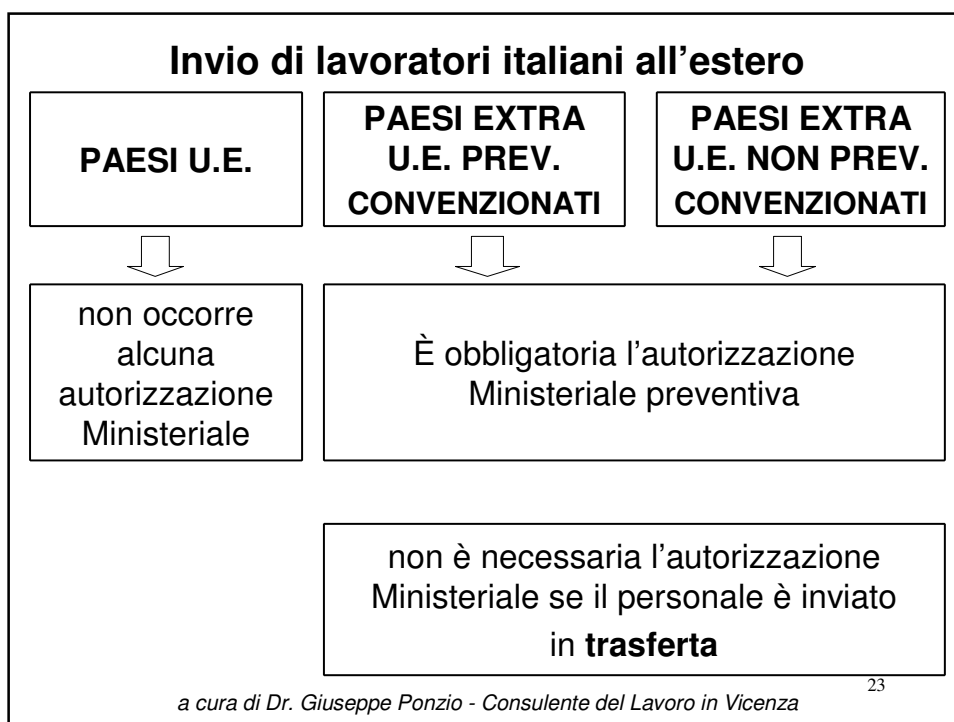 Invio di lavoratori italiani all'estero
PAESI U.E.
PAESI EXTRA
U.E. PREV.
CONVENZIONATI
PAESI EXTRA
U.E. NON PREV.
CONVENZIONATI
non occorre
alcuna
autorizzazione
Ministeriale
È obbligatoria l'autorizzazione
Ministeriale preventiva
non è necessaria l'autorizzazione
Ministeriale se il personale è inviato
in trasferta
23
a cura di Dr. Giuseppe Ponzio - Consulente del Lavoro in Vicenza